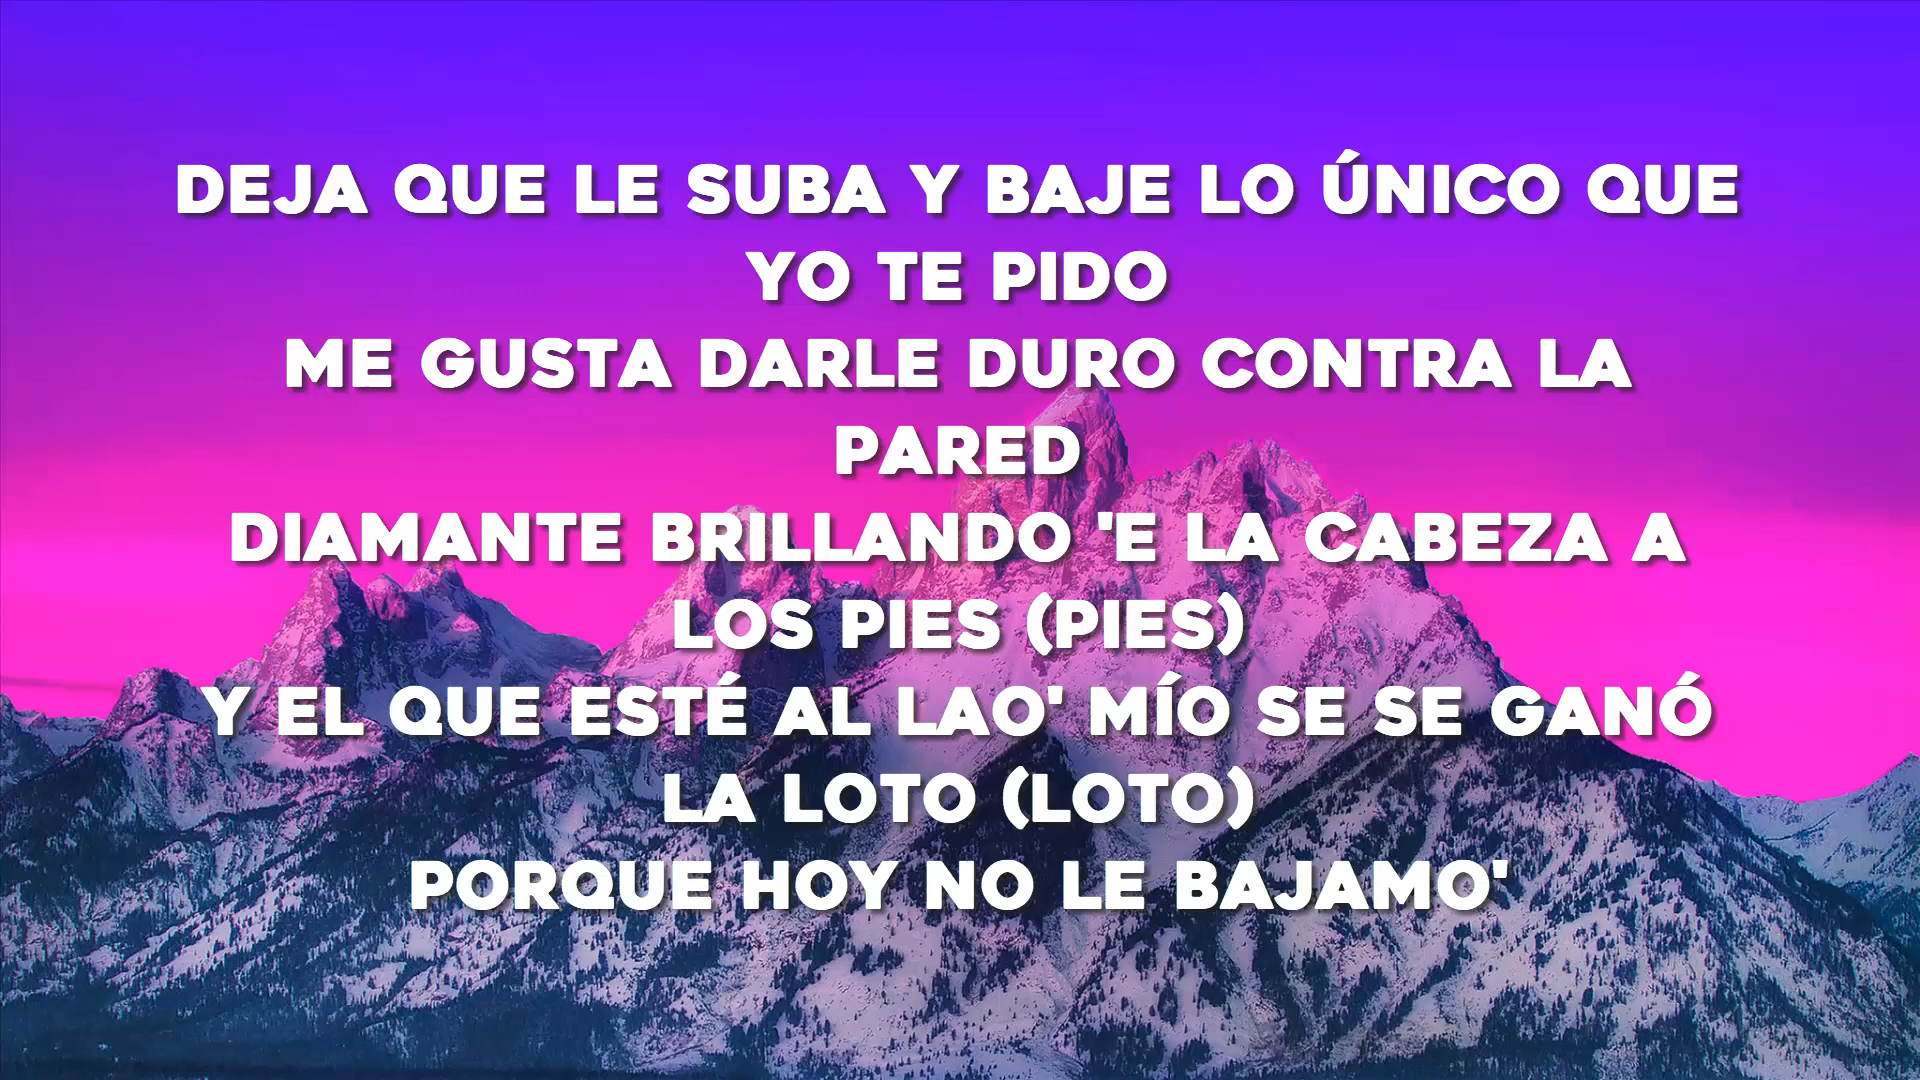 DEJA QUE LE SUBA Y BAJE LO ÚNICO QUE
YO TE PIDO
ME GUSTA DARLE DURO CONTRA LA
PARED
DIAMANTE BRILLANDO 'E LA CABEZA A
LOS PIES (PIES)
Y EL QUE ESTÉ AL LAO' MÍO SE SE GANÓ
LA LOTO (LOTO)
PORQUE HOY NO LE BAJAMO'